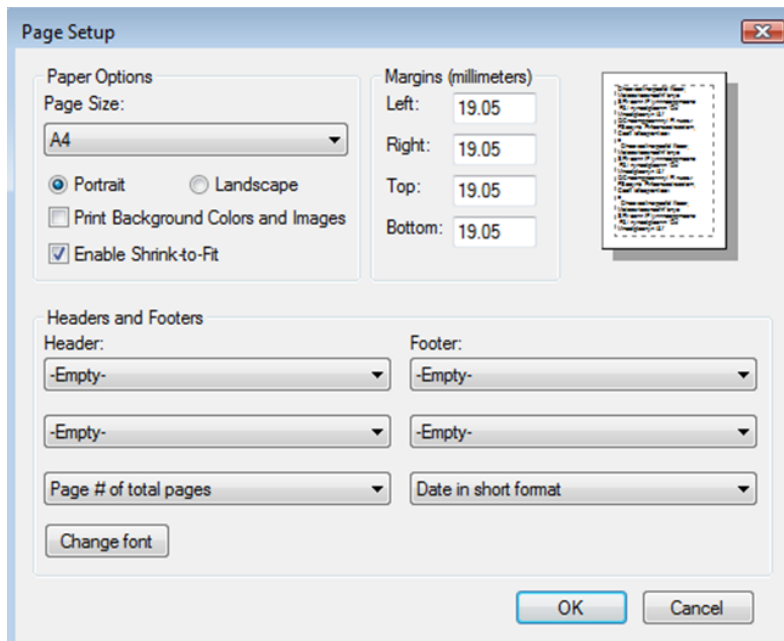 Page Setup
Paper Options
Page Size:
A4
Portrait
Landscape
Print Background Colors and Images
Enable Shrink-to-Fit
Margins (millimeters)
Left: 19.05
Right: 19.05
Top: 19.05
Bottom: 19.05
Headers and Footers
Header:
Footer:
-Empty-
-Empty-
-Empty-
-Empty-
Page # of total pages
Date in short format
Change font
OK
Cancel